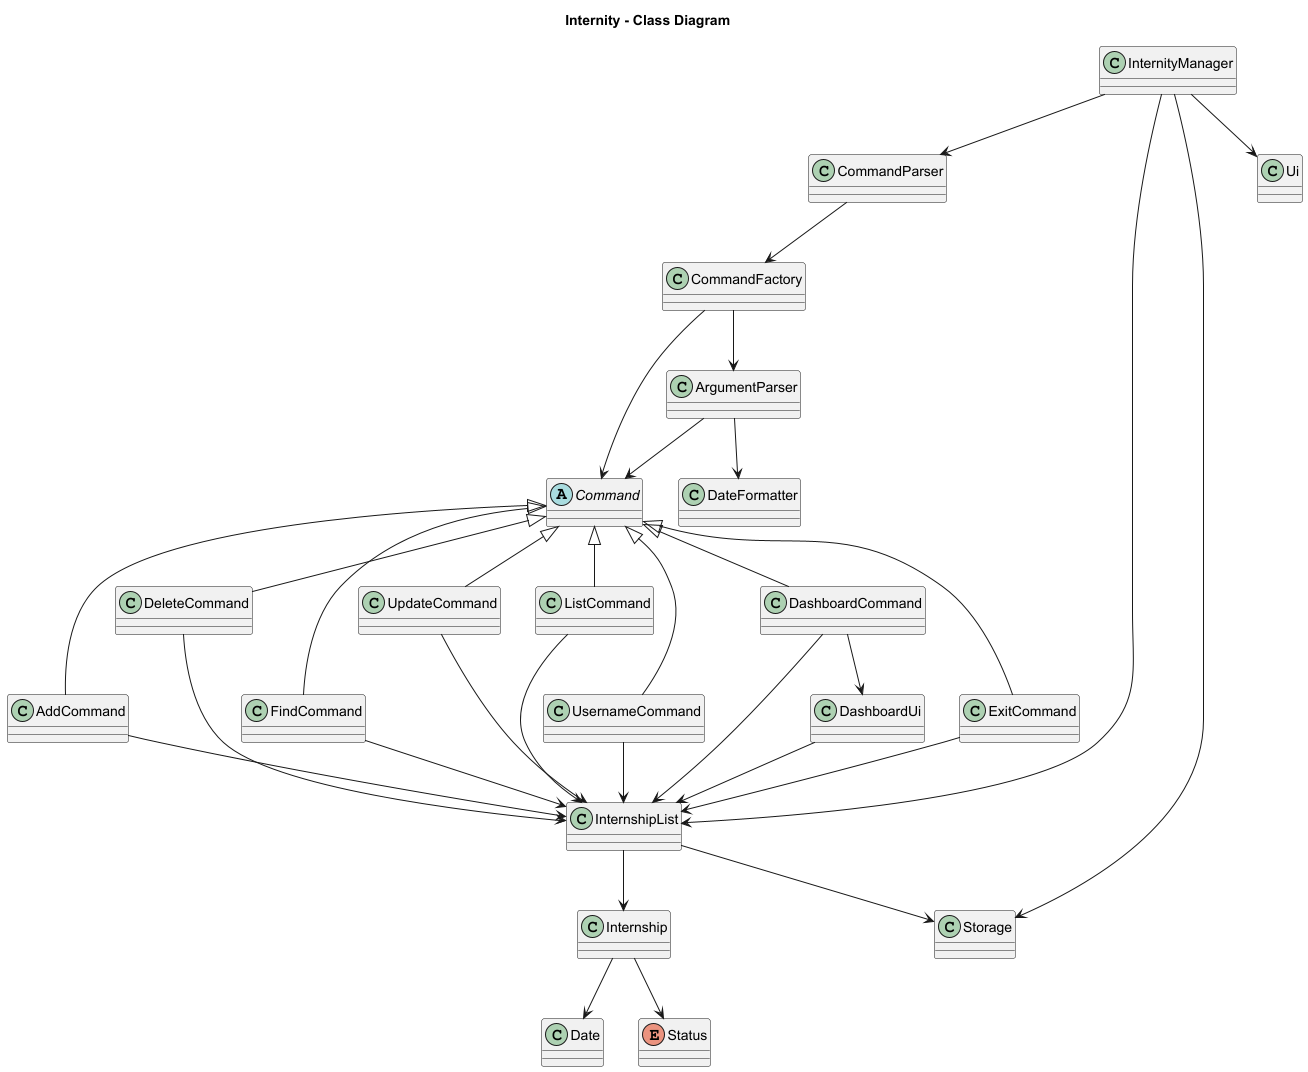 Internity - Class Diagram
C InternityManager
C CommandParser
C Ui
C CommandFactory
C ArgumentParser
A Command
C DateFormatter
C DeleteCommand
C UpdateCommand
C ListCommand
C DashboardCommand
C AddCommand
C FindCommand
C UsernameCommand
C DashboardUi
C ExitCommand
C InternshipList
C Internship
C Storage
C Date
E Status